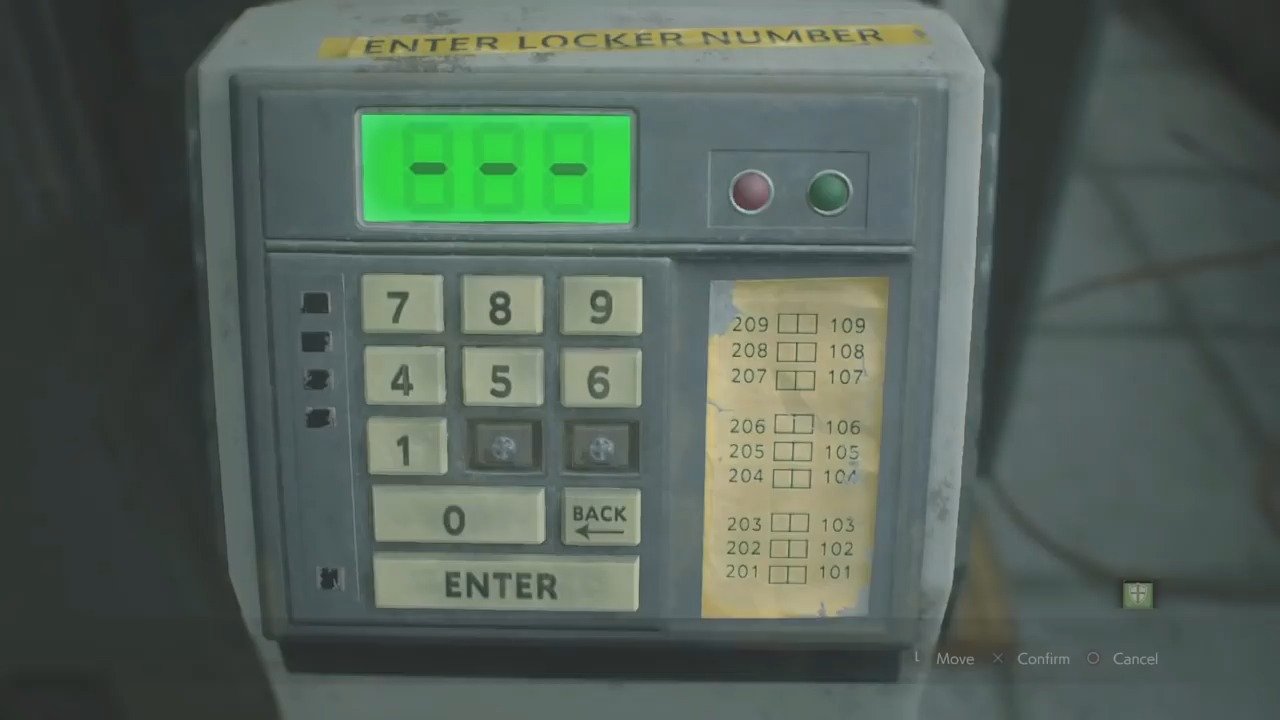 ENTER LOCKER NUMBER
---
7 8 9
4 5 6
1
0 BACK
ENTER
209 109
208 108
207 107
206 106
205 105
204 104
203 103
202 102
201 101
L Move × Confirm O Cancel